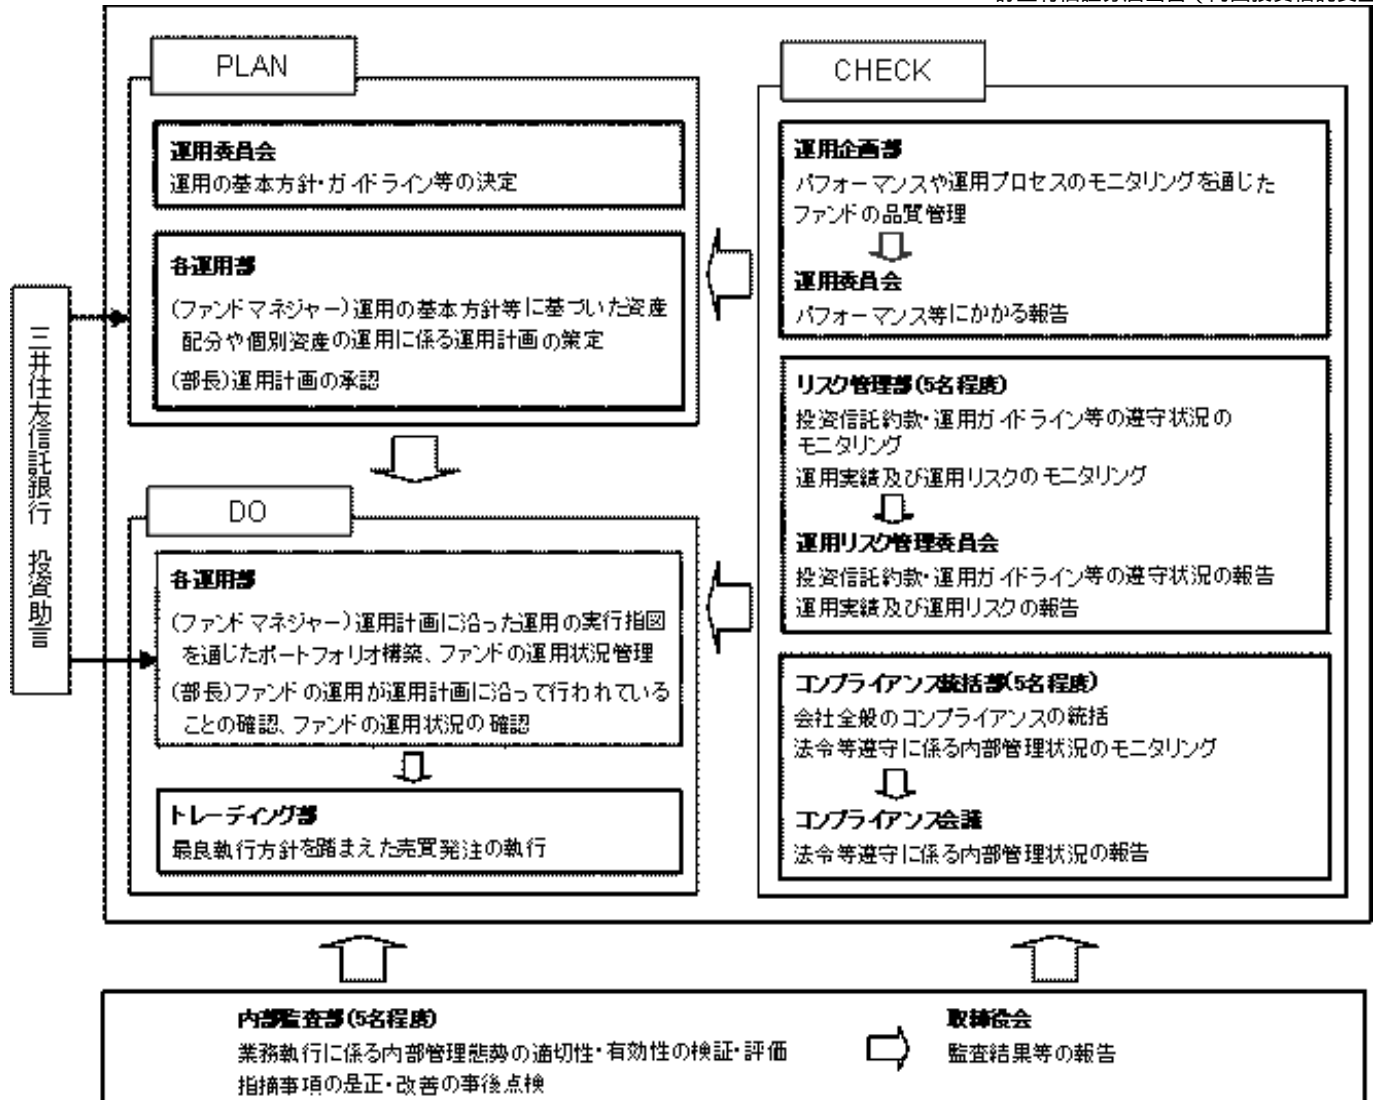 PLAN
運用委員会
運用の基本方針・ガイドライン等の決定
各運用部
(ファンドマネジャー)運用の基本方針等に基づいた資産
配分や個別資産の運用に係る運用計画の策定
(部長)運用計画の承認
三井住友信託銀行 投資助言
DO
各運用部
(ファンドマネジャー)運用計画に沿った運用の実行指図
を通じたポートフォリオ構築、ファンドの運用状況管理
(部長)ファンドの運用が運用計画に沿って行われている
ことの確認、ファンドの運用状況の確認
トレーディング部
最良執行方針を踏まえた売買発注の執行
CHECK
運用企画部
パフォーマンスや運用プロセスのモニタリングを通じた
ファンドの品質管理
運用委員会
パフォーマンス等にかかる報告
リスク管理部(5名程度)
投資信託約款・運用ガイドライン等の遵守状況の
モニタリング
運用実績及び運用リスクのモニタリング
運用リスク管理委員会
投資信託約款・運用ガイドライン等の遵守状況の報告
運用実績及び運用リスクの報告
コンプライアンス統括部(5名程度)
会社全般のコンプライアンスの統括
法令等遵守に係る内部管理状況のモニタリング
コンプライアンス会議
法令等遵守に係る内部管理状況の報告
内部監査部(5名程度)
業務執行に係る内部管理態勢の適切性・有効性の検証・評価
指摘事項の是正・改善の事後点検
取締役会
監査結果等の報告